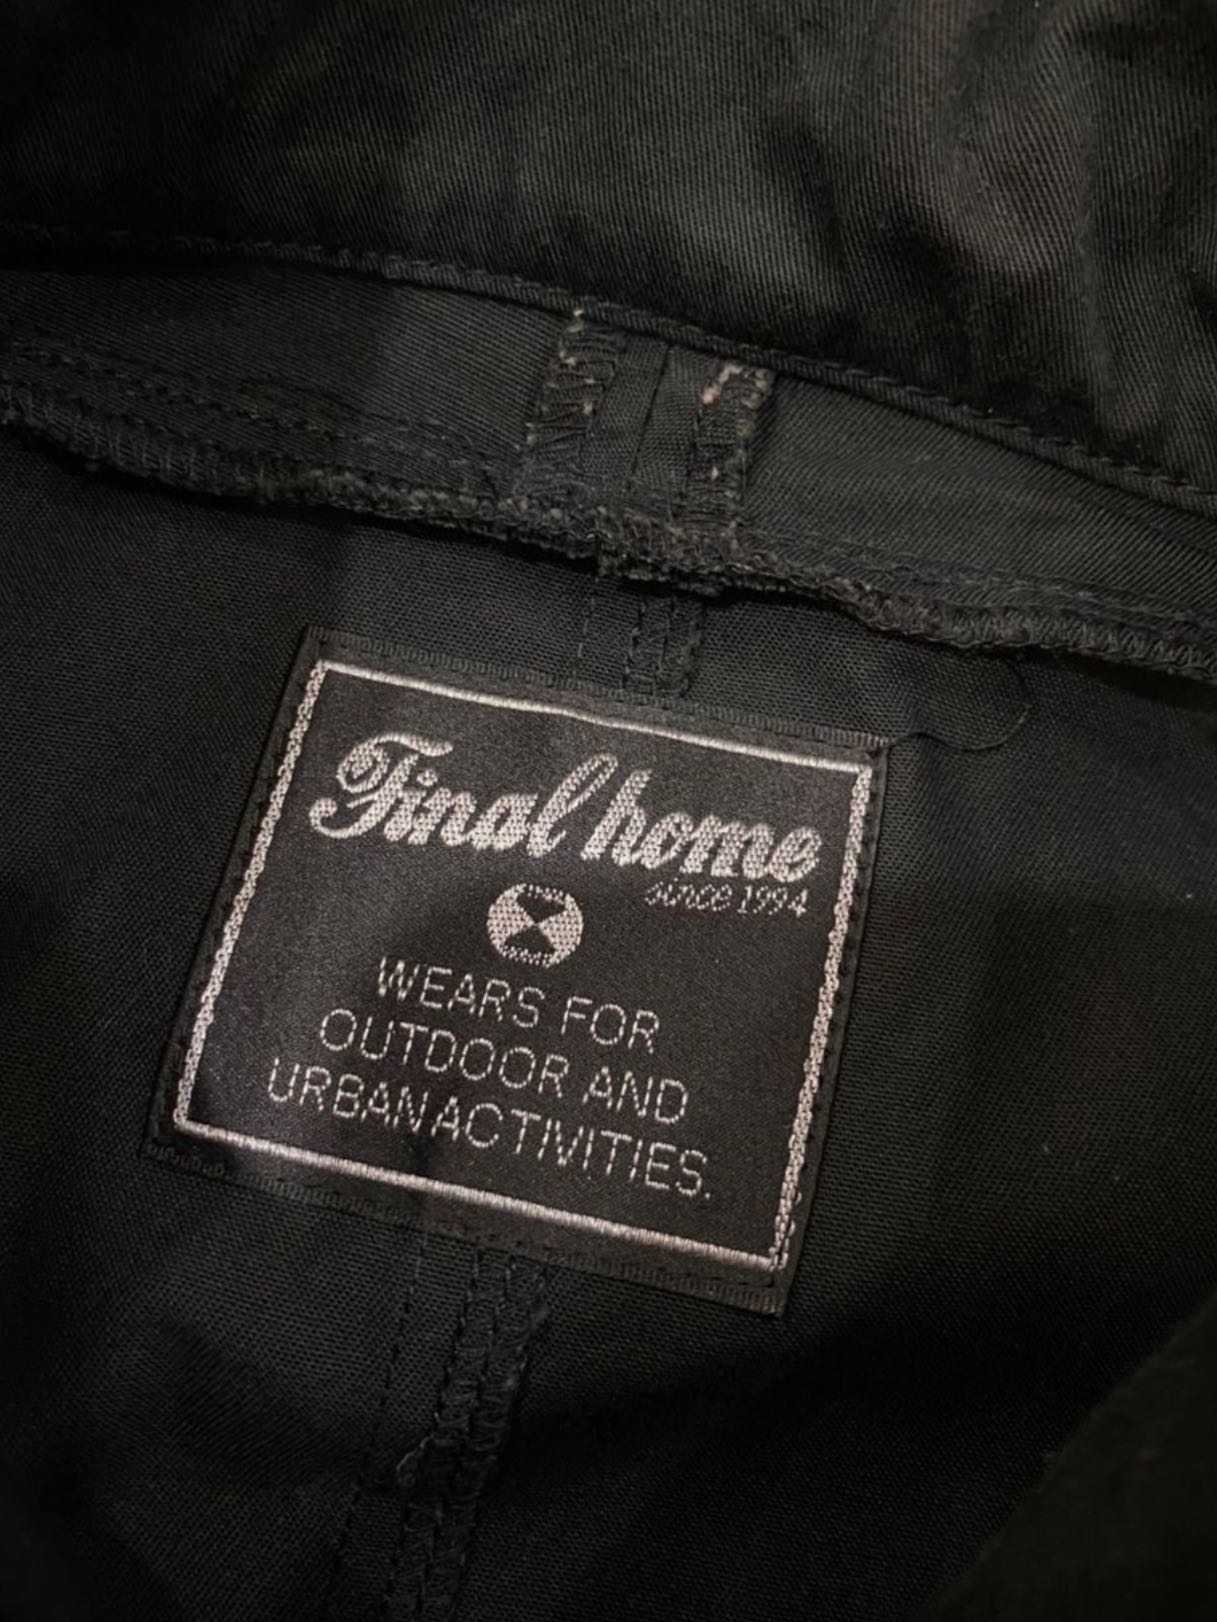 Final home
since 1994
WEARS FOR
OUTDOOR AND
URBAN ACTIVITIES.